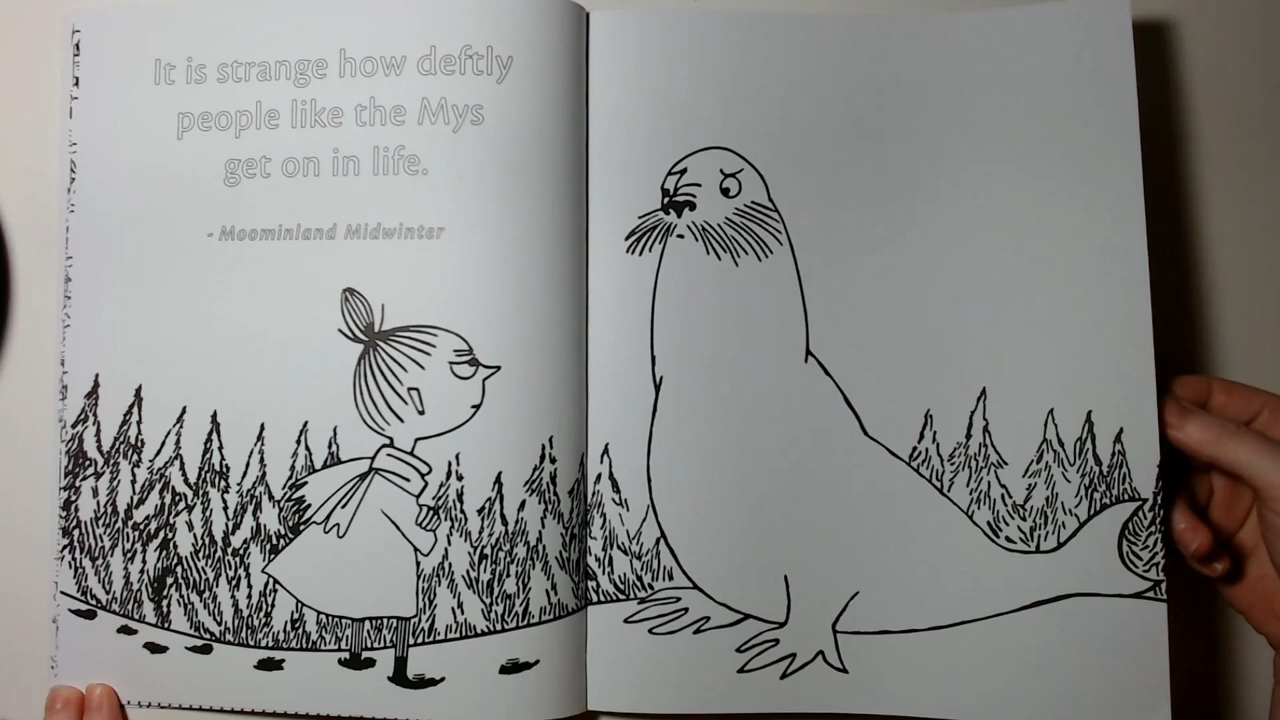 It is strange how deftly
people like the Mys
get on in life.
- Moominland Midwinter